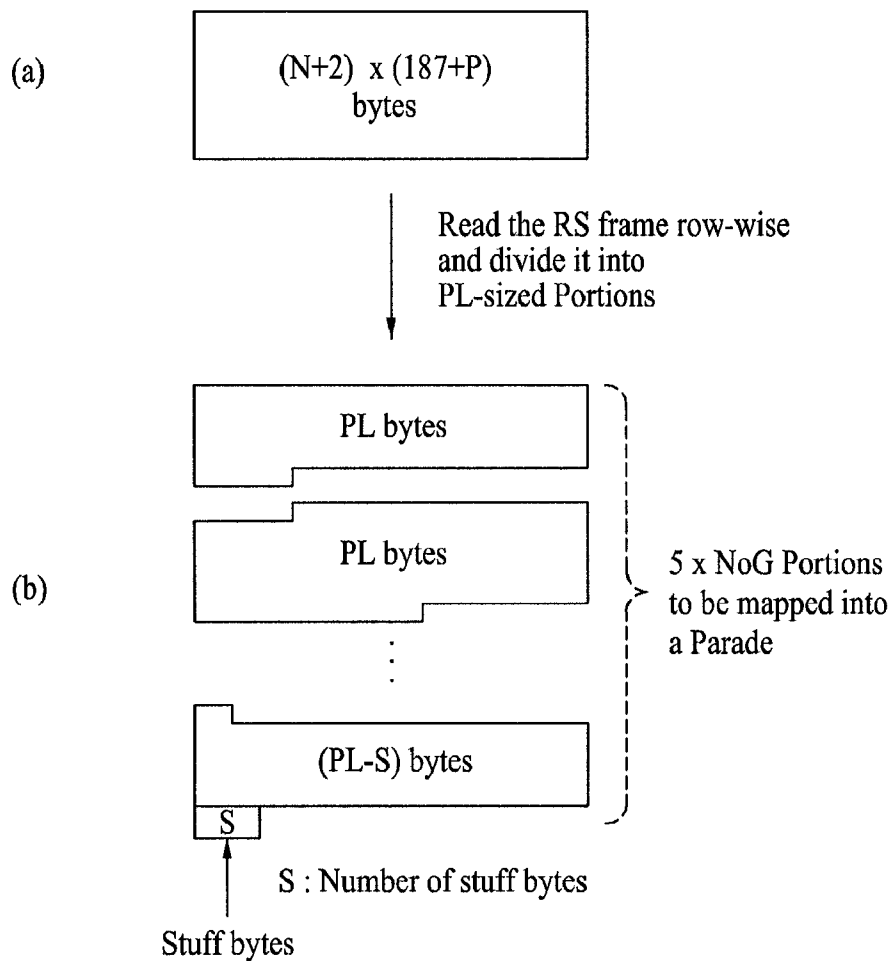 (a)
(N+2) x (187+P)
bytes
Read the RS frame row-wise
and divide it into
PL-sized Portions
PL bytes
PL bytes
(b)
5 x NoG Portions
to be mapped into
a Parade
(PL-S) bytes
S
S : Number of stuff bytes
Stuff bytes